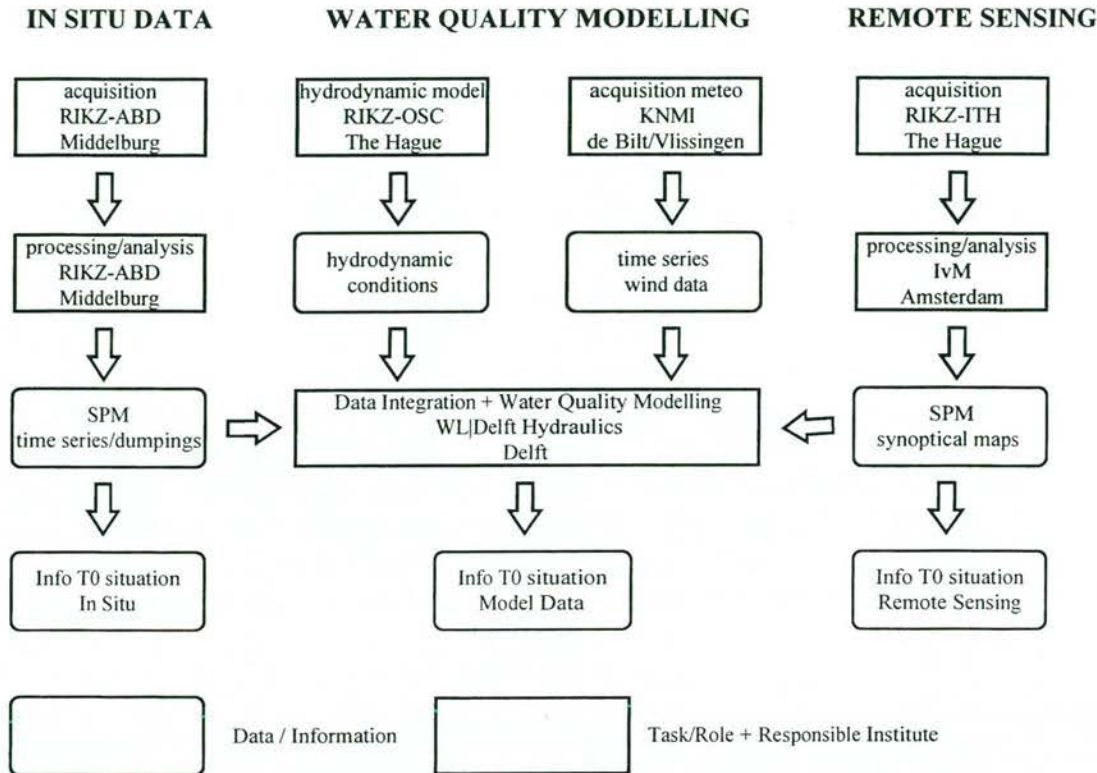 IN SITU DATA
WATER QUALITY MODELLING
REMOTE SENSING
acquisition
RIKZ-ABD
Middelburg
hydrodynamic model
RIKZ-OSC
The Hague
acquisition meteo
KNMI
de Bilt/Vlissingen
acquisition
RIKZ-ITH
The Hague
processing/analysis
RIKZ-ABD
Middelburg
hydrodynamic
conditions
time series
wind data
processing/analysis
IvM
Amsterdam
SPM
time series/dumpings
Data Integration + Water Quality Modelling
WL|Delft Hydraulics
Delft
SPM
synoptical maps
Info T0 situation
In Situ
Info T0 situation
Model Data
Info T0 situation
Remote Sensing
Data / Information
Task/Role + Responsible Institute